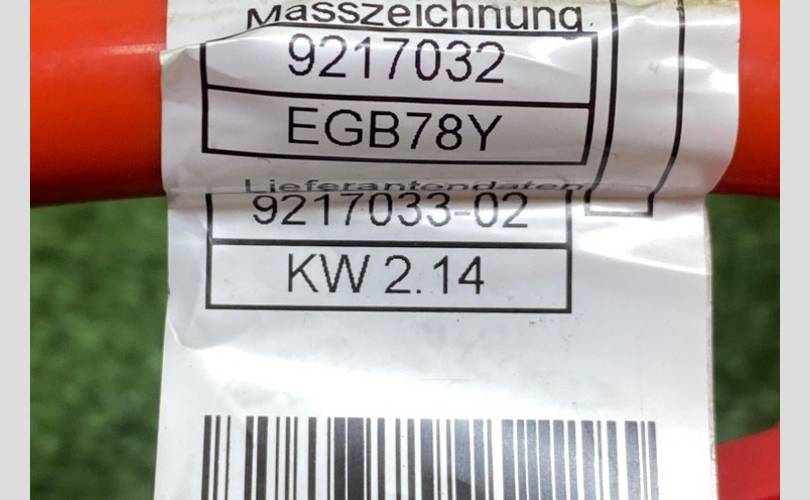 Masszeichnung
9217032
EGB78Y
Lieferantendaten
9217033-02
KW 2.14